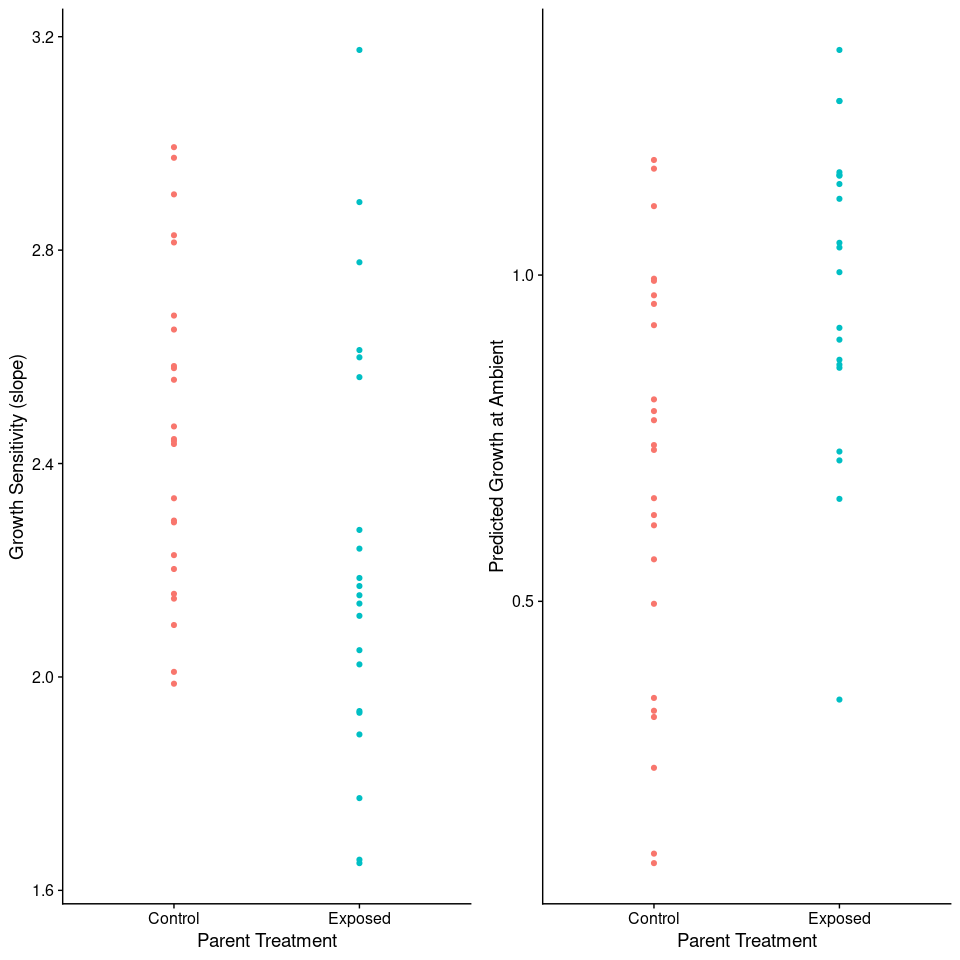 Growth Sensitivity (slope)
3.2
2.8
2.4
2.0
1.6
Control Exposed
Parent Treatment
Predicted Growth at Ambient
1.0
0.5
Control Exposed
Parent Treatment